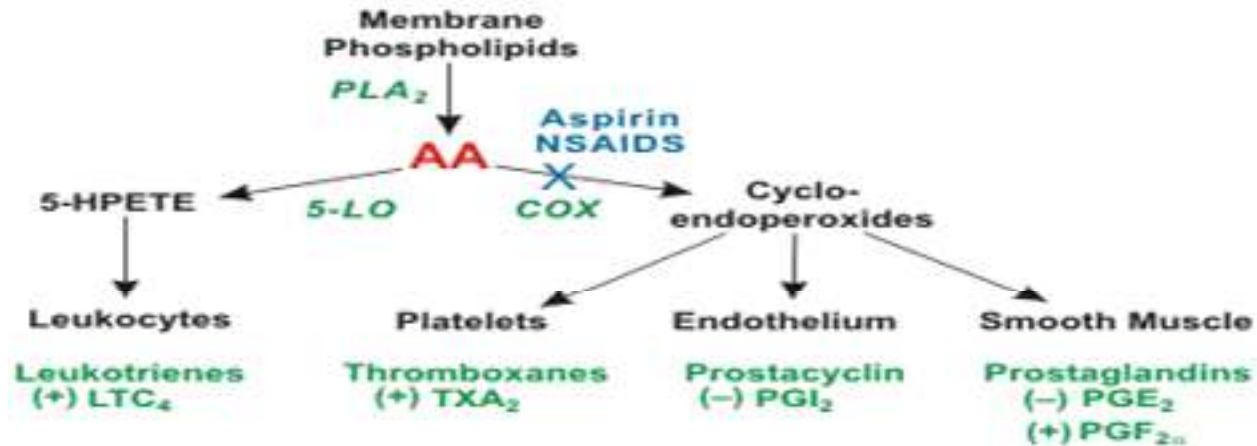 Membrane
Phospholipids
PLA₂
Aspirin
NSAIDS
AA
X
5-HPETE
5-LO
COX
Cyclo-
endoperoxides
Leukocytes
Platelets
Endothelium
Smooth Muscle
Leukotrienes
(+) LTC₄
Thromboxanes
(+) TXA₂
Prostacyclin
(–) PGI₂
Prostaglandins
(–) PGE₂
(+) PGF₂α